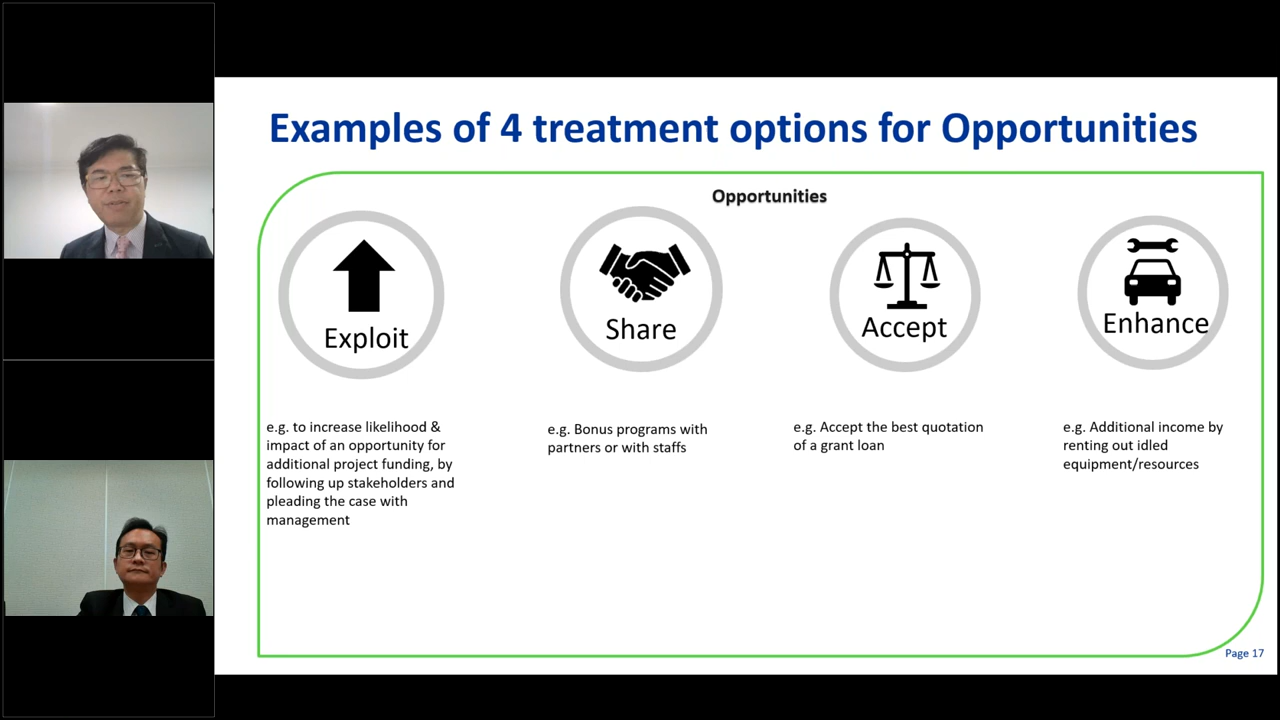 Examples of 4 treatment options for Opportunities
Opportunities
Exploit
Share
Accept
Enhance
e.g. to increase likelihood &
impact of an opportunity for
additional project funding, by
following up stakeholders and
pleading the case with
management
e.g. Bonus programs with
partners or with staffs
e.g. Accept the best quotation
of a grant loan
e.g. Additional income by
renting out idled
equipment/resources
Page 17